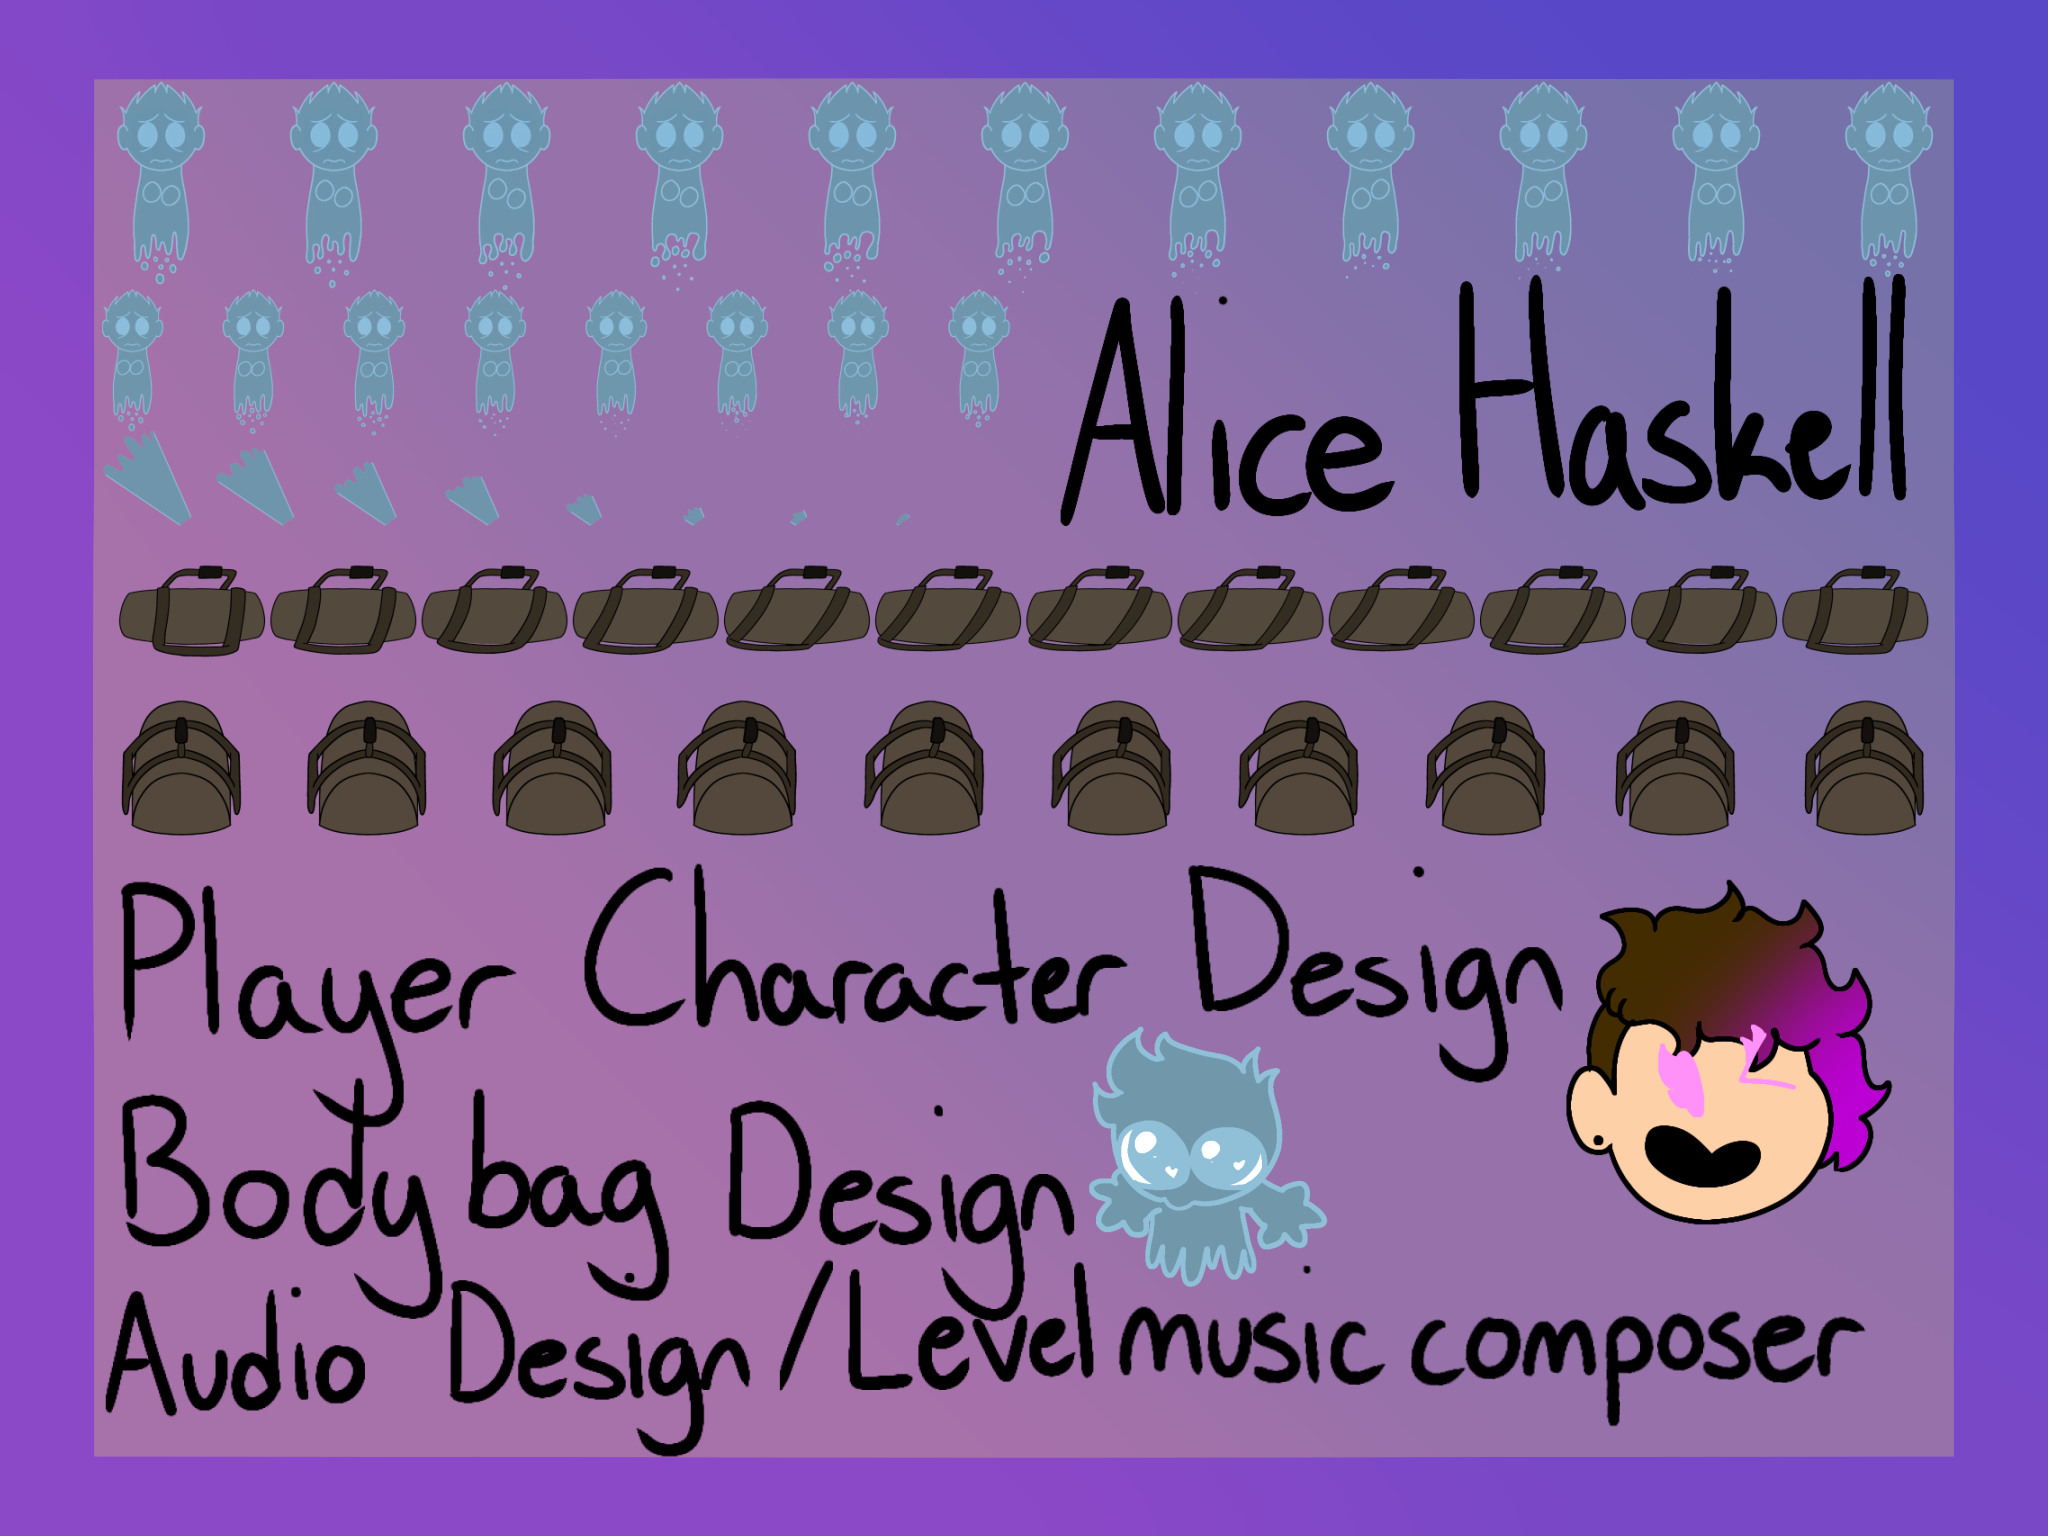 Alice Haskell
Player Character Design
Body bag Design
Audio Design/Level music composer